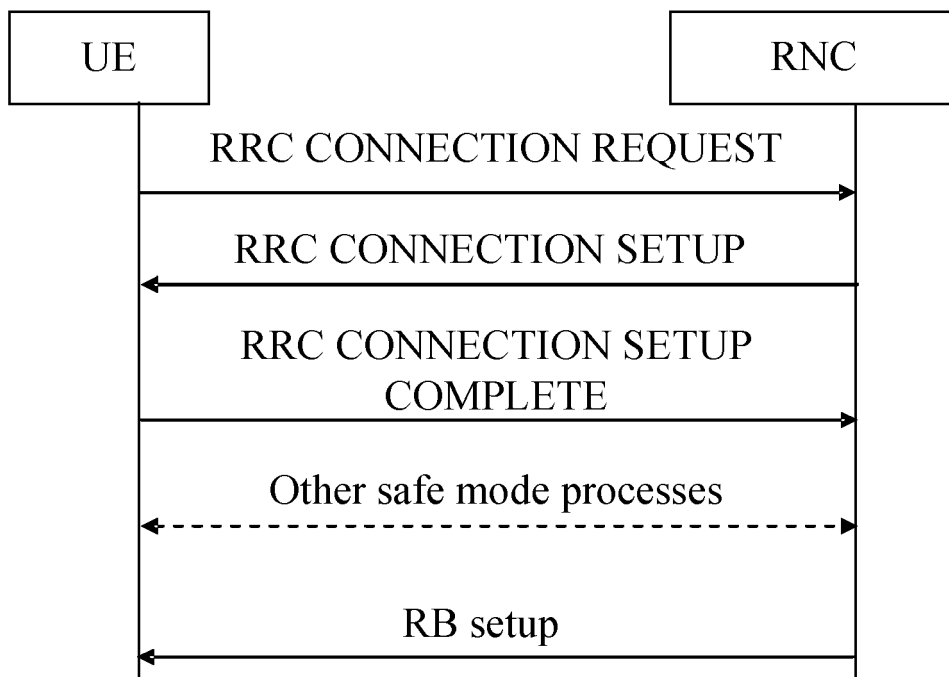 UE
RNC
RRC CONNECTION REQUEST
RRC CONNECTION SETUP
RRC CONNECTION SETUP
COMPLETE
Other safe mode processes
RB setup